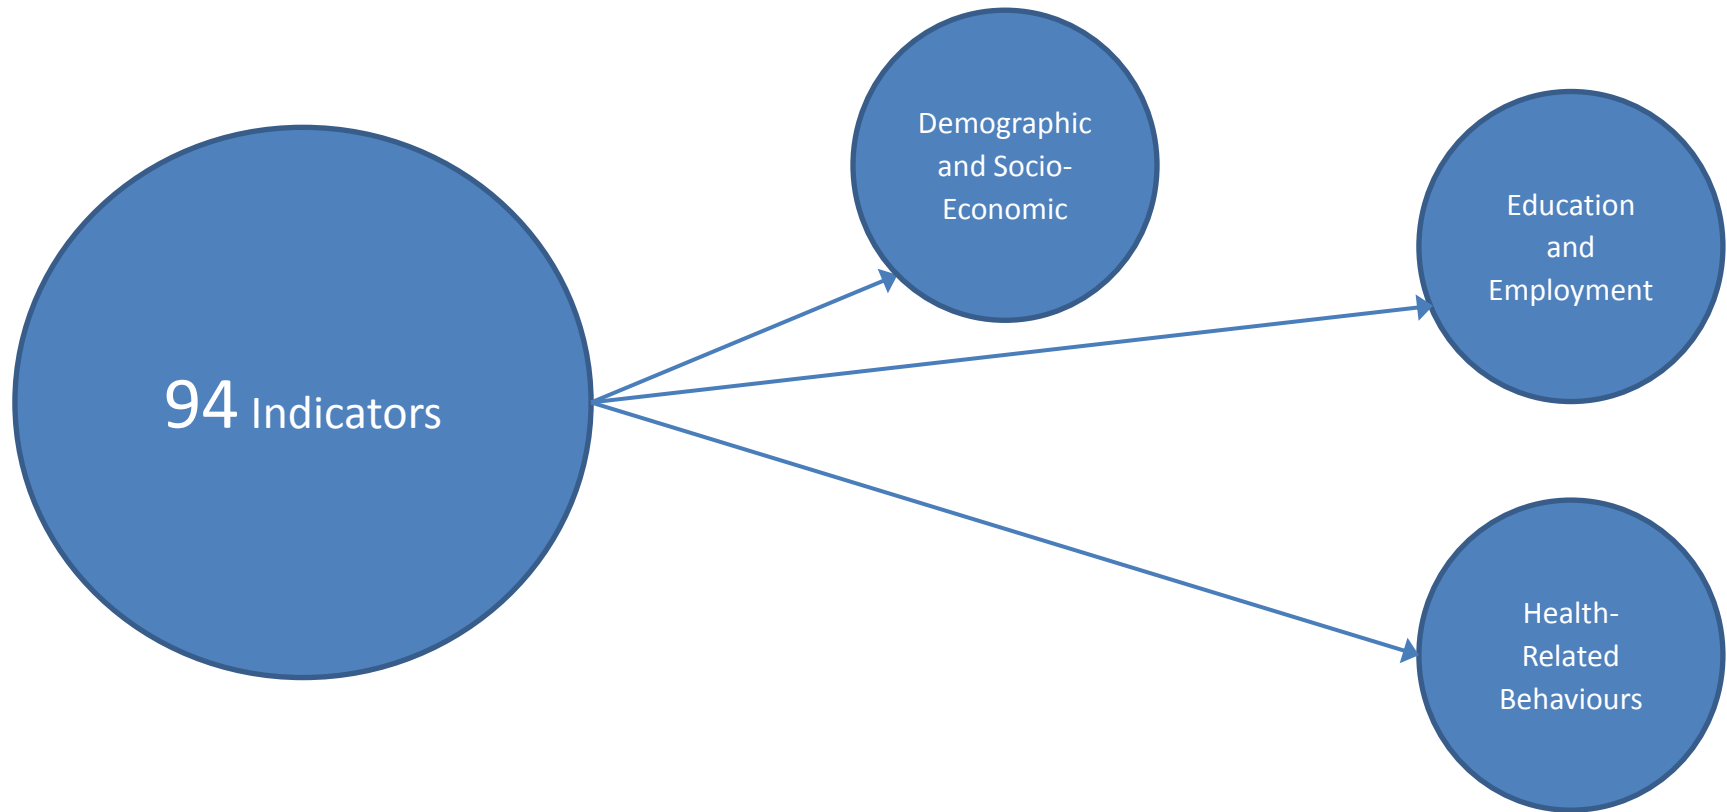 94 Indicators
Demographic
and Socio-
Economic
Education
and
Employment
Health-
Related
Behaviours